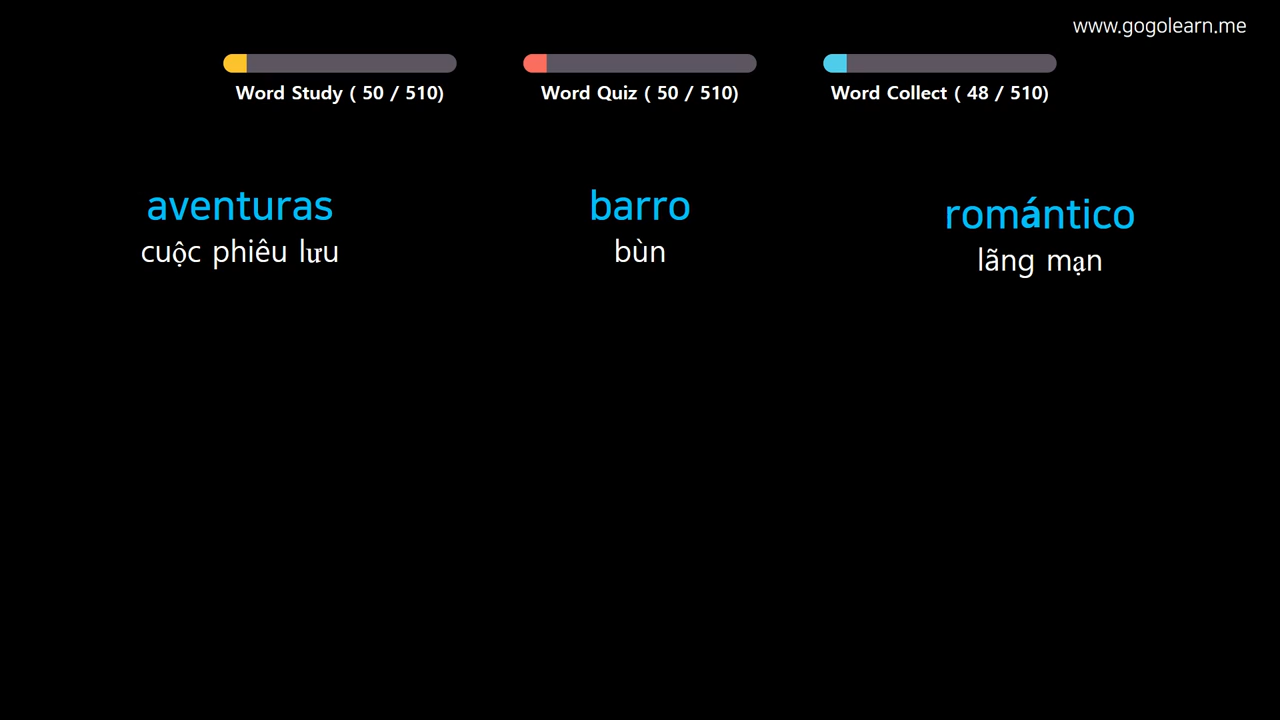 www.gogolearn.me
Word Study ( 50 / 510)
Word Quiz ( 50 / 510)
Word Collect ( 48 / 510)
aventuras
cuộc phiêu lưu
barro
bùn
romántico
lãng mạn